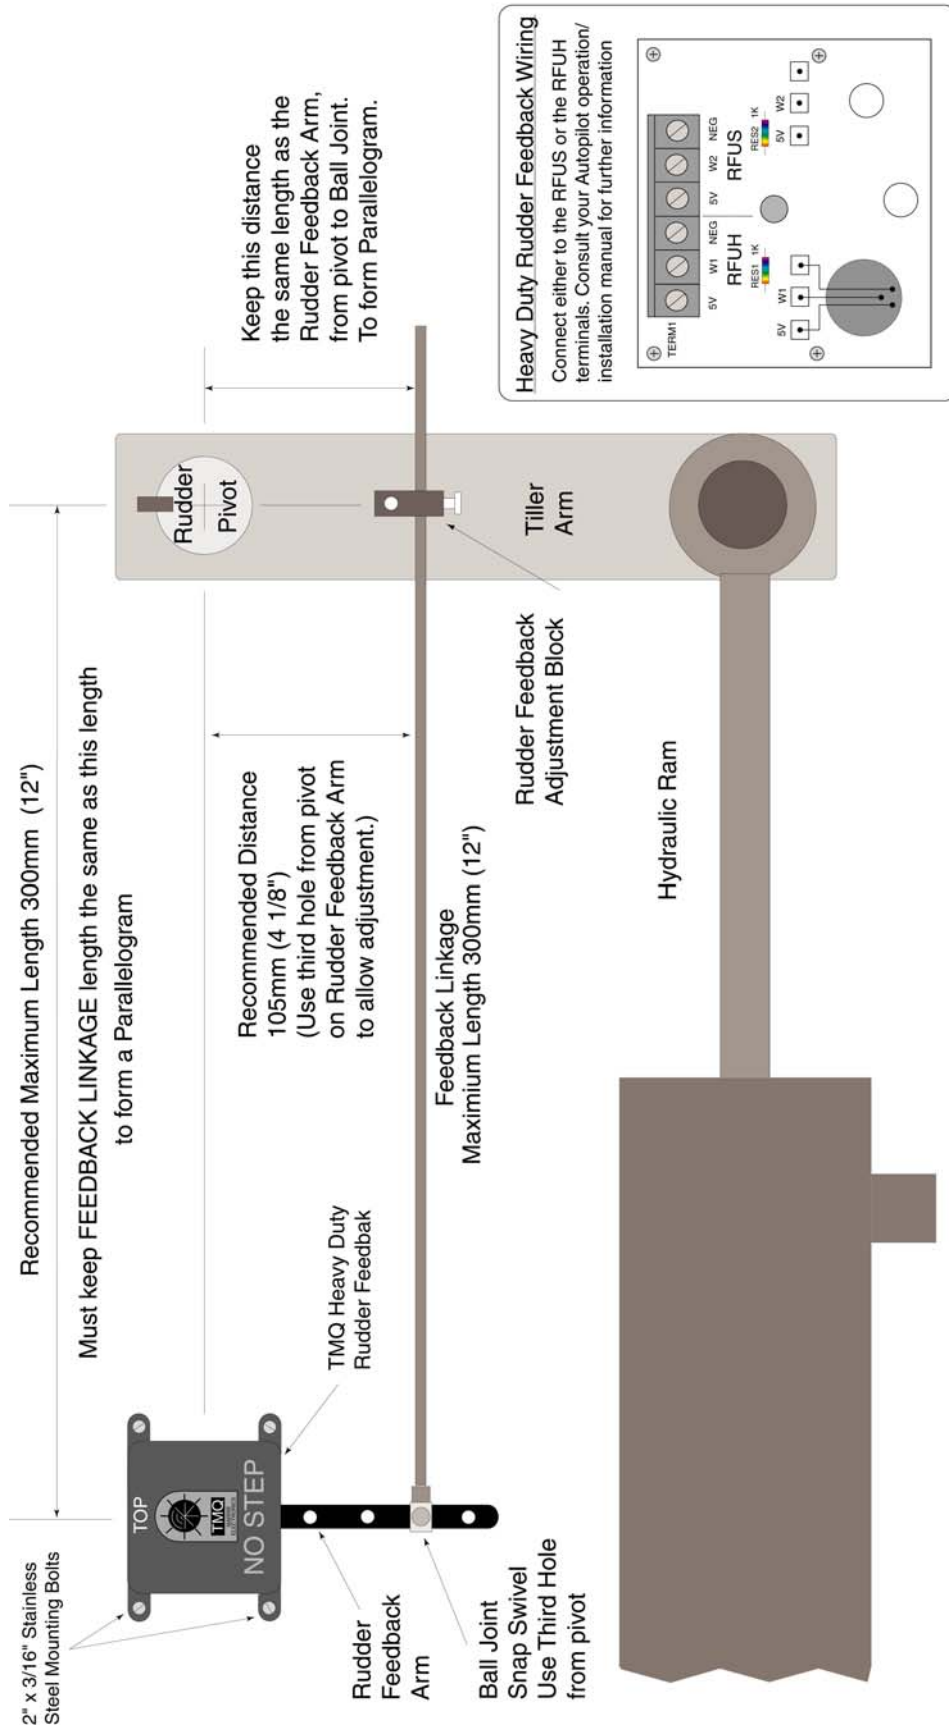 Recommended Maximum Length 300mm (12")
Must keep FEEDBACK LINKAGE length the same as this length
to form a Parallelogram
2" x 3/16" Stainless
Steel Mounting Bolts
TOP
TMQ
NO STEP
TMQ Heavy Duty
Rudder Feedbak
Rudder
Feedback
Arm
Ball Joint
Snap Swivel
Use Third Hole
from pivot
Recommended Distance
105mm (4 1/8")
(Use third hole from pivot
on Rudder Feedback Arm
to allow adjustment.)
Feedback Linkage
Maximium Length 300mm (12")
Rudder
Pivot
Keep this distance
the same length as the
Rudder Feedback Arm,
from pivot to Ball Joint.
To form Parallelogram.
Tiller
Arm
Rudder Feedback
Adjustment Block
Hydraulic Ram
Heavy Duty Rudder Feedback Wiring
Connect either to the RFUS or the RFUH
terminals. Consult your Autopilot operation/
installation manual for further information
TERM1
5V W1 NEG 5V W2 NEG
RFUH RFUS
RES1 1K RES2 1K
5V W1 5V W2